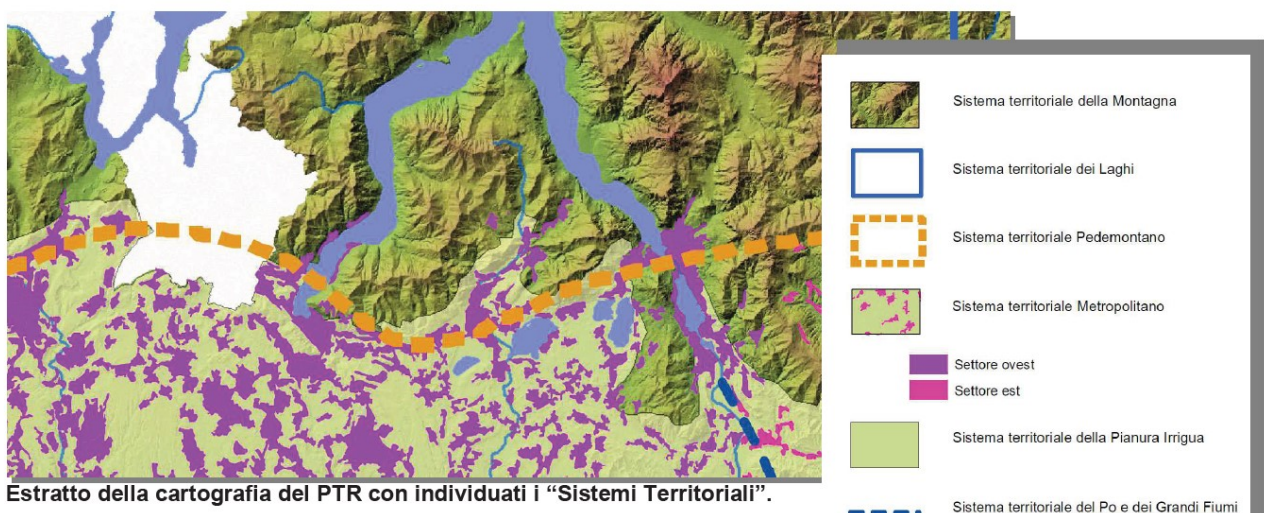 Sistema territoriale della Montagna
Sistema territoriale dei Laghi
Sistema territoriale Pedemontano
Sistema territoriale Metropolitano
Settore ovest
Settore est
Sistema territoriale della Pianura Irrigua
Sistema territoriale del Po e dei Grandi Fiumi
Estratto della cartografia del PTR con individuati i “Sistemi Territoriali”.